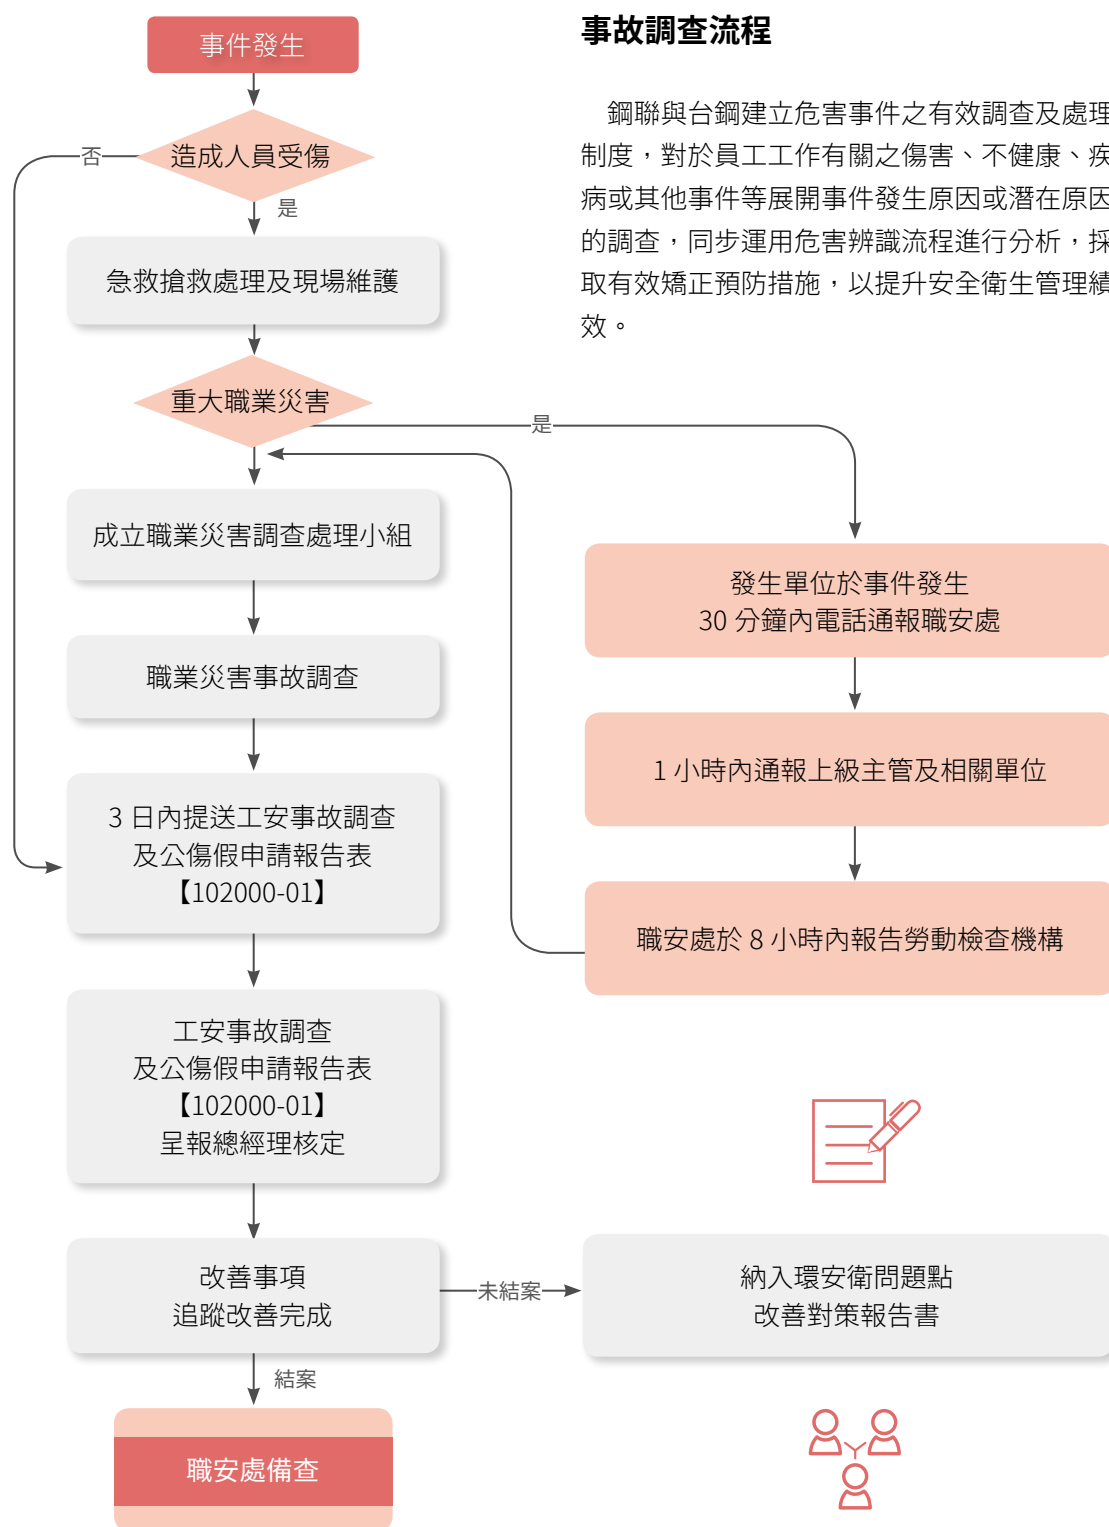 事故調查流程
鋼聯與台鋼建立危害事件之有效調查及處理
制度，對於員工工作有關之傷害、不健康、疾
病或其他事件等展開事件發生原因或潛在原因
的調查，同步運用危害辨識流程進行分析，採
取有效矯正預防措施，以提升安全衛生管理績
效。
事件發生
造成人員受傷
否
是
急救搶救處理及現場維護
重大職業災害
是
成立職業災害調查處理小組
職業災害事故調查
3 日內提送工安事故調查
及公傷假申請報告表
【102000-01】
工安事故調查
及公傷假申請報告表
【102000-01】
呈報總經理核定
改善事項
追蹤改善完成
未結案
結案
職安處備查
發生單位於事件發生
30 分鐘內電話通報職安處
1 小時內通報上級主管及相關單位
職安處於 8 小時內報告勞動檢查機構
納入環安衛問題點
改善對策報告書